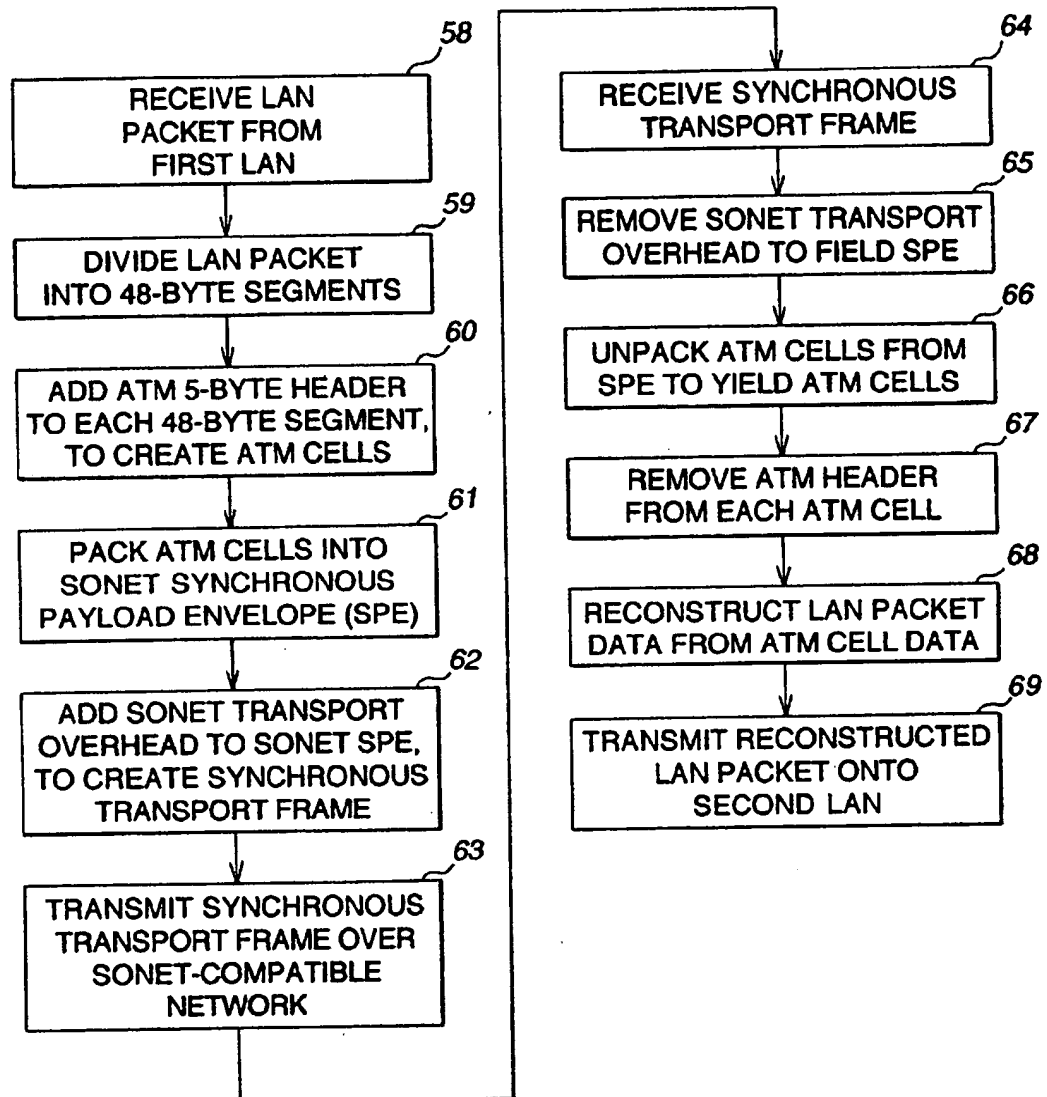 58
RECEIVE LAN
PACKET FROM
FIRST LAN
59
DIVIDE LAN PACKET
INTO 48-BYTE SEGMENTS
60
ADD ATM 5-BYTE HEADER
TO EACH 48-BYTE SEGMENT,
TO CREATE ATM CELLS
61
PACK ATM CELLS INTO
SONET SYNCHRONOUS
PAYLOAD ENVELOPE (SPE)
62
ADD SONET TRANSPORT
OVERHEAD TO SONET SPE,
TO CREATE SYNCHRONOUS
TRANSPORT FRAME
63
TRANSMIT SYNCHRONOUS
TRANSPORT FRAME OVER
SONET-COMPATIBLE
NETWORK
64
RECEIVE SYNCHRONOUS
TRANSPORT FRAME
65
REMOVE SONET TRANSPORT
OVERHEAD TO FIELD SPE
66
UNPACK ATM CELLS FROM
SPE TO YIELD ATM CELLS
67
REMOVE ATM HEADER
FROM EACH ATM CELL
68
RECONSTRUCT LAN PACKET
DATA FROM ATM CELL DATA
69
TRANSMIT RECONSTRUCTED
LAN PACKET ONTO
SECOND LAN